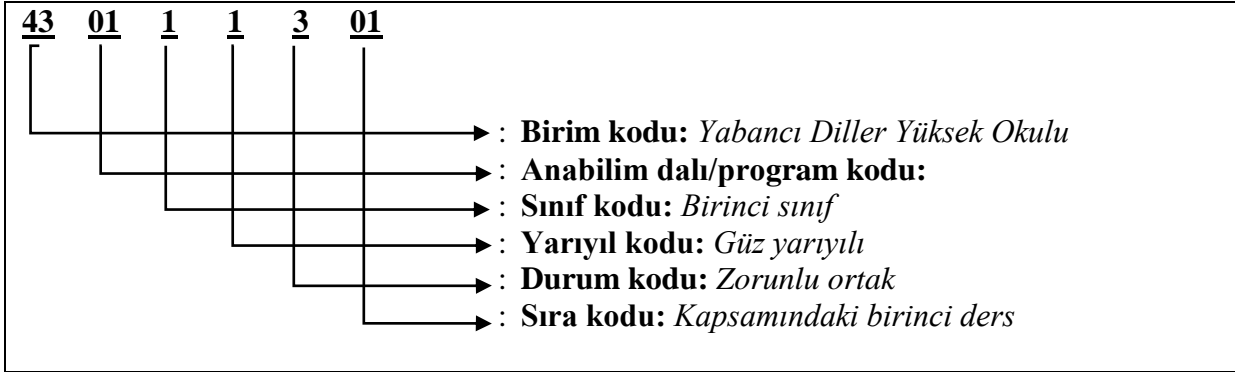 43 01 1 1 3 01
: Birim kodu: Yabancı Diller Yüksek Okulu
: Anabilim dalı/program kodu:
: Sınıf kodu: Birinci sınıf
: Yarıyıl kodu: Güz yarıyılı
: Durum kodu: Zorunlu ortak
: Sıra kodu: Kapsamındaki birinci ders